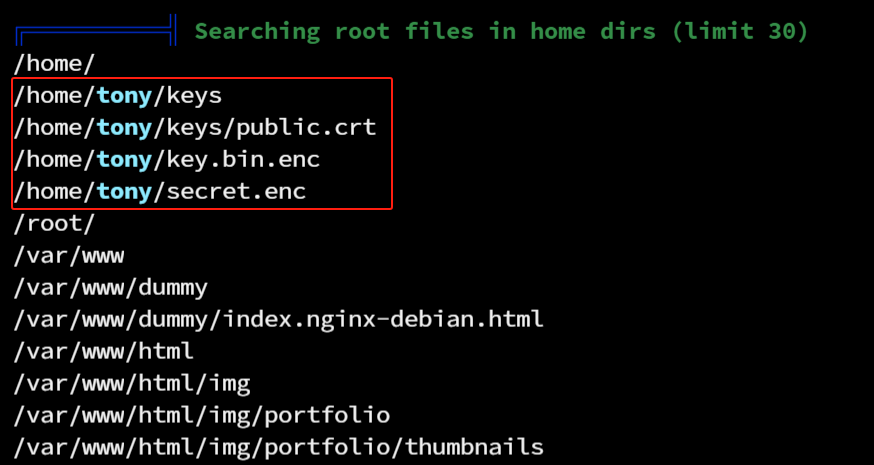 Searching root files in home dirs (limit 30)
/home/
/home/tony/keys
/home/tony/keys/public.crt
/home/tony/key.bin.enc
/home/tony/secret.enc
/root/
/var/www
/var/www/dummy
/var/www/dummy/index.nginx-debian.html
/var/www/html
/var/www/html/img
/var/www/html/img/portfolio
/var/www/html/img/portfolio/thumbnails